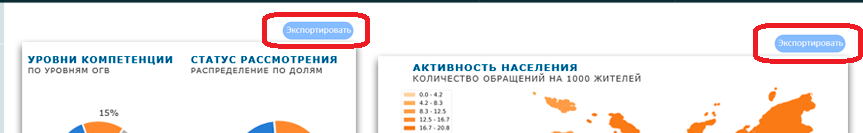 Экспортировать
Экспортировать
УРОВНИ КОМПЕТЕНЦИИ
ПО УРОВНЯМ ОГВ
СТАТУС РАССМОТРЕНИЯ
РАСПРЕДЕЛЕНИЕ ПО ДОЛЯМ
15%
АКТИВНОСТЬ НАСЕЛЕНИЯ
КОЛИЧЕСТВО ОБРАЩЕНИЙ НА 1000 ЖИТЕЛЕЙ
0.0 - 4.2
4.2 - 8.3
8.3 - 12.5
12.5 - 16.7
16.7 - 20.8